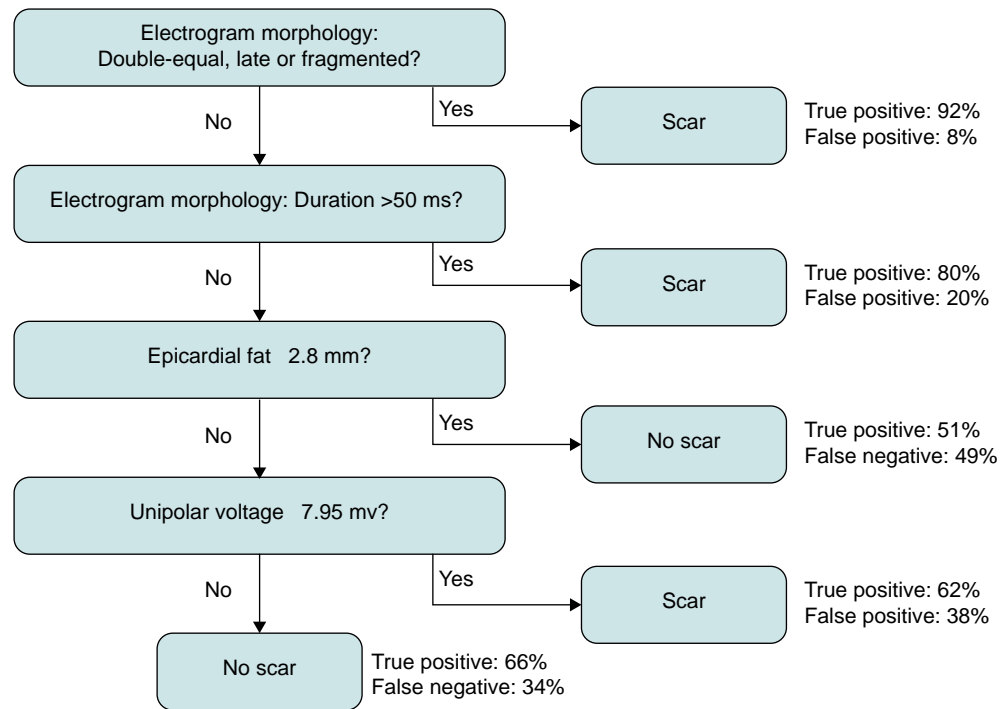 Electrogram morphology:
Double-equal, late or fragmented?
No
Yes
Scar
True positive: 92%
False positive: 8%
Electrogram morphology: Duration >50 ms?
No
Yes
Scar
True positive: 80%
False positive: 20%
Epicardial fat 2.8 mm?
No
Yes
No scar
True positive: 51%
False negative: 49%
Unipolar voltage 7.95 mv?
No
Yes
Scar
True positive: 62%
False positive: 38%
No scar
True positive: 66%
False negative: 34%